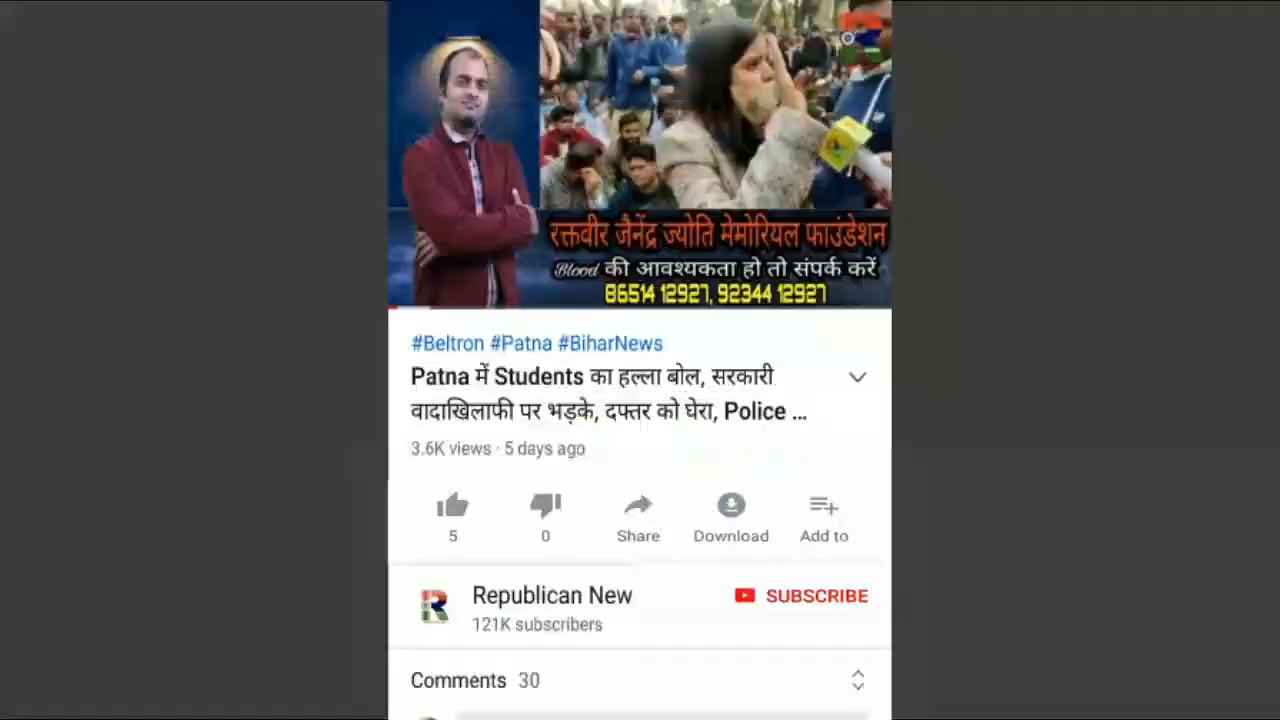 रक्तवीर जैनेंद्र ज्योति मेमोरियल फाउंडेशन
Blood की आवश्यकता हो तो संपर्क करें
86514 12927, 92344 12927
#Beltron #Patna #BiharNews
Patna में Students का हल्ला बोल, सरकारी
वादाखिलाफी पर भड़के, दफ्तर को घेरा, Police ...
3.6K views · 5 days ago
5
0
Share
Download
Add to
Republican New
SUBSCRIBE
121K subscribers
Comments 30